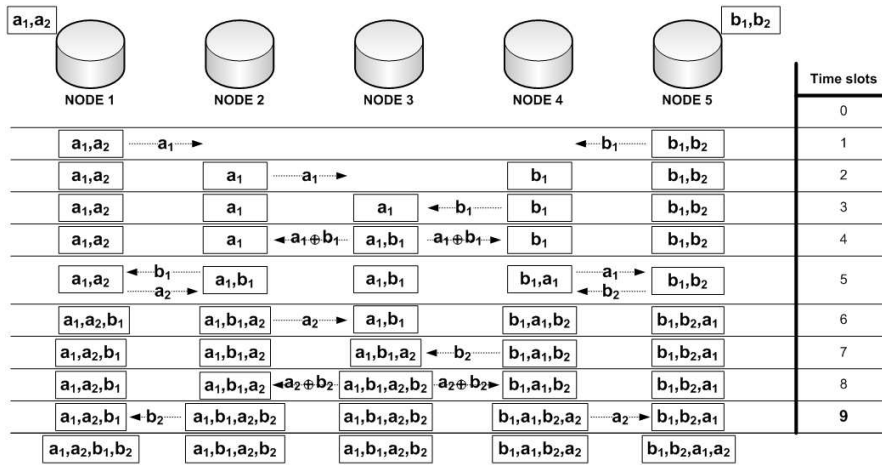 a₁,a₂ b₁,b₂
NODE 1 NODE 2 NODE 3 NODE 4 NODE 5 Time slots
0
a₁,a₂ a₁ b₁ b₁,b₂ 1
a₁,a₂ a₁ a₁ b₁ b₁,b₂ 2
a₁,a₂ a₁ a₁ b₁ b₁ b₁,b₂ 3
a₁,a₂ a₁ a₁⊕b₁ a₁,b₁ a₁⊕b₁ b₁ b₁,b₂ 4
a₁,a₂ b₁ a₂ a₁,b₁ a₁,b₁ b₁,a₁ a₁ b₂ b₁,b₂ 5
a₁,a₂,b₁ a₁,b₁,a₂ a₂ a₁,b₁ b₁,a₁,b₂ b₁,b₂,a₁ 6
a₁,a₂,b₁ a₁,b₁,a₂ a₁,b₁,a₂ b₂ b₁,a₁,b₂ b₁,b₂,a₁ 7
a₁,a₂,b₁ a₁,b₁,a₂ a₂⊕b₂ a₁,b₁,a₂,b₂ a₂⊕b₂ b₁,a₁,b₂ b₁,b₂,a₁ 8
a₁,a₂,b₁ b₂ a₁,b₁,a₂,b₂ a₁,b₁,a₂,b₂ b₁,a₁,b₂,a₂ a₂ b₁,b₂,a₁ 9
a₁,a₂,b₁,b₂ a₁,b₁,a₂,b₂ a₁,b₁,a₂,b₂ b₁,a₁,b₂,a₂ b₁,b₂,a₁,a₂